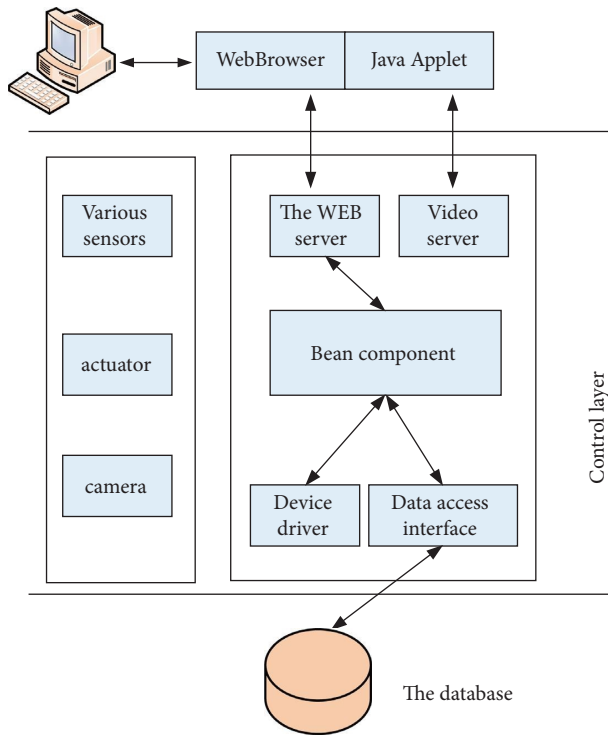 WebBrowser
Java Applet
Various
sensors
The WEB
server
Video
server
actuator
Bean component
camera
Device
driver
Data access
interface
Control layer
The database